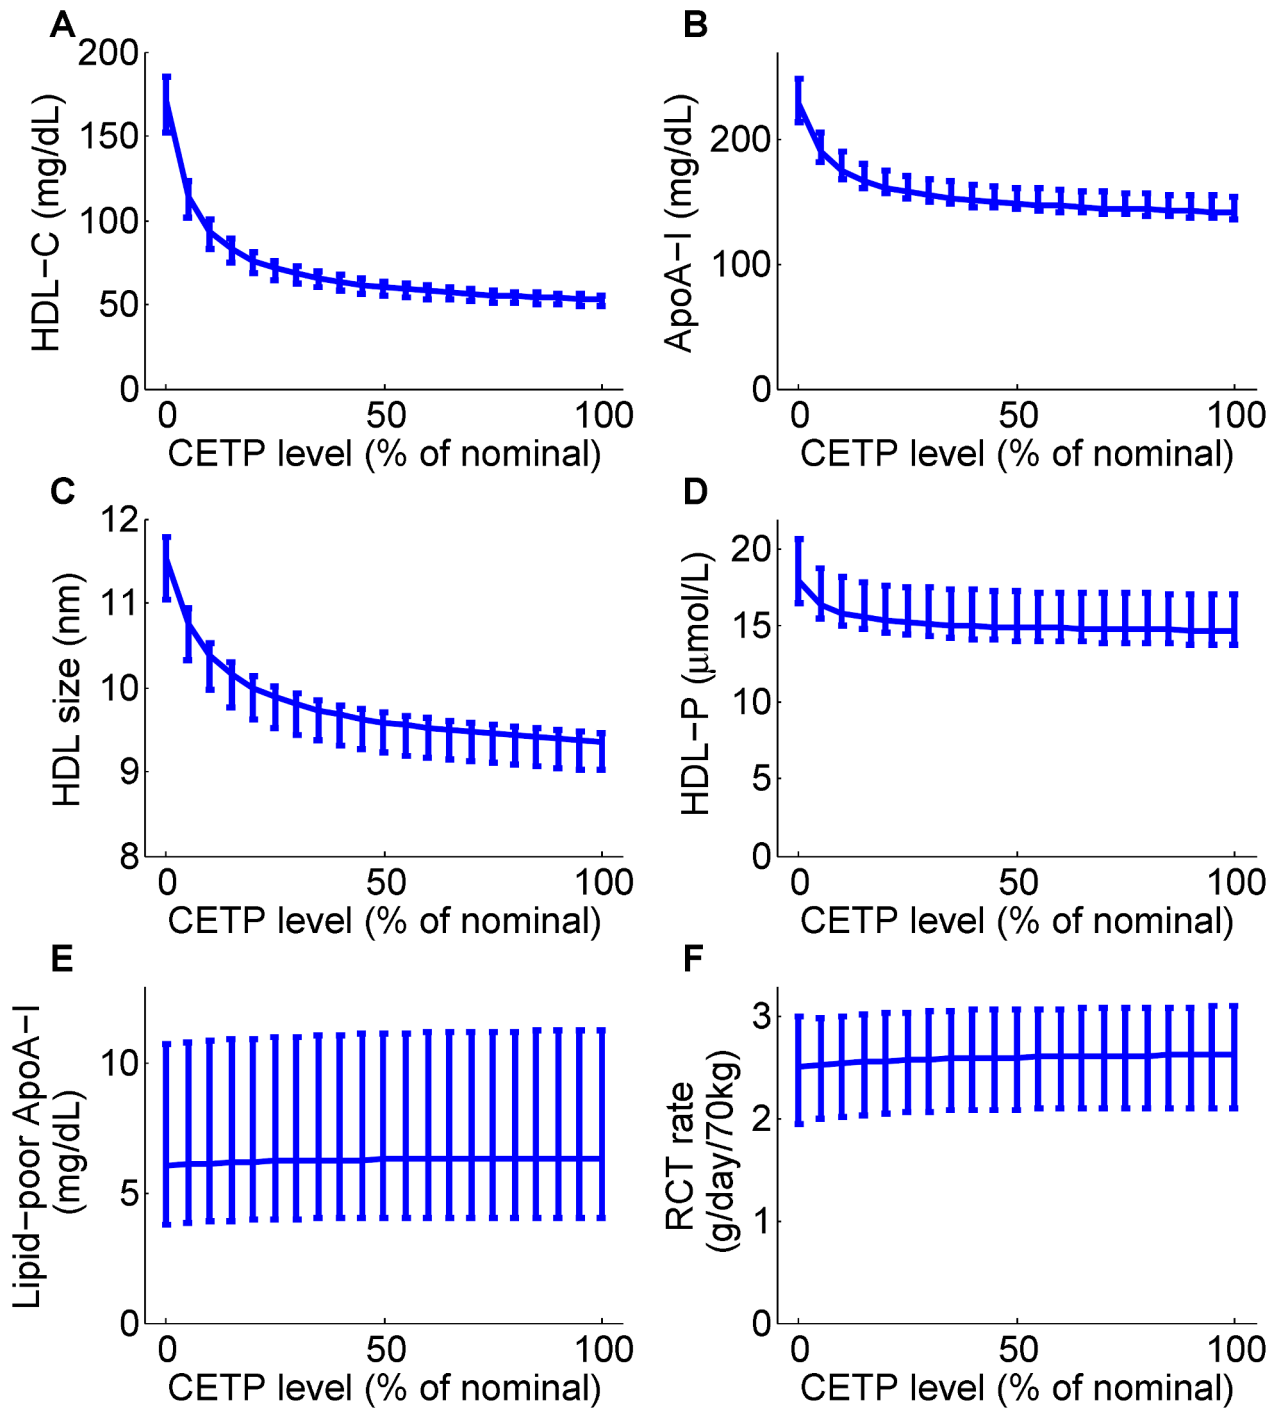 A
HDL−C (mg/dL)
200
150
100
50
0
0 50 100
CETP level (% of nominal)
B
ApoA−I (mg/dL)
200
100
0
0 50 100
CETP level (% of nominal)
C
HDL size (nm)
12
11
10
9
8
0 50 100
CETP level (% of nominal)
D
HDL−P (μmol/L)
20
15
10
5
0
0 50 100
CETP level (% of nominal)
E
Lipid−poor ApoA−I
(mg/dL)
10
5
0
0 50 100
CETP level (% of nominal)
F
RCT rate
(g/day/70kg)
3
2
1
0
0 50 100
CETP level (% of nominal)